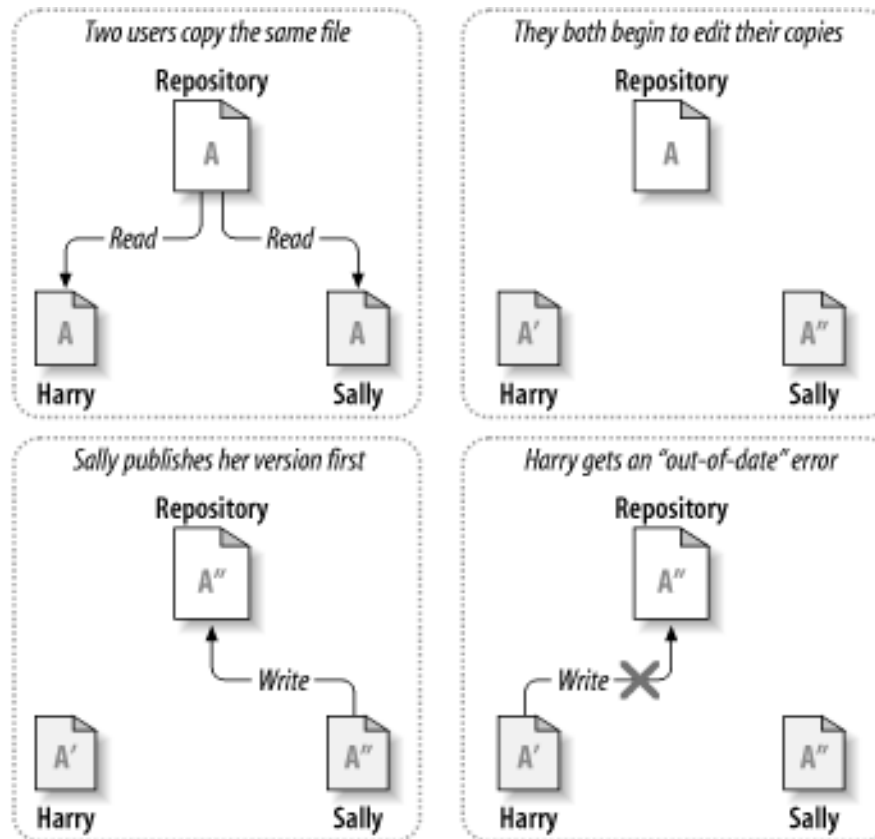 Two users copy the same file
Repository
A
Read
Read
A
A
Harry
Sally
They both begin to edit their copies
Repository
A
A'
A"
Harry
Sally
Sally publishes her version first
Repository
A"
Write
A'
A"
Harry
Sally
Harry gets an “out-of-date” error
Repository
A"
Write
A'
A"
Harry
Sally